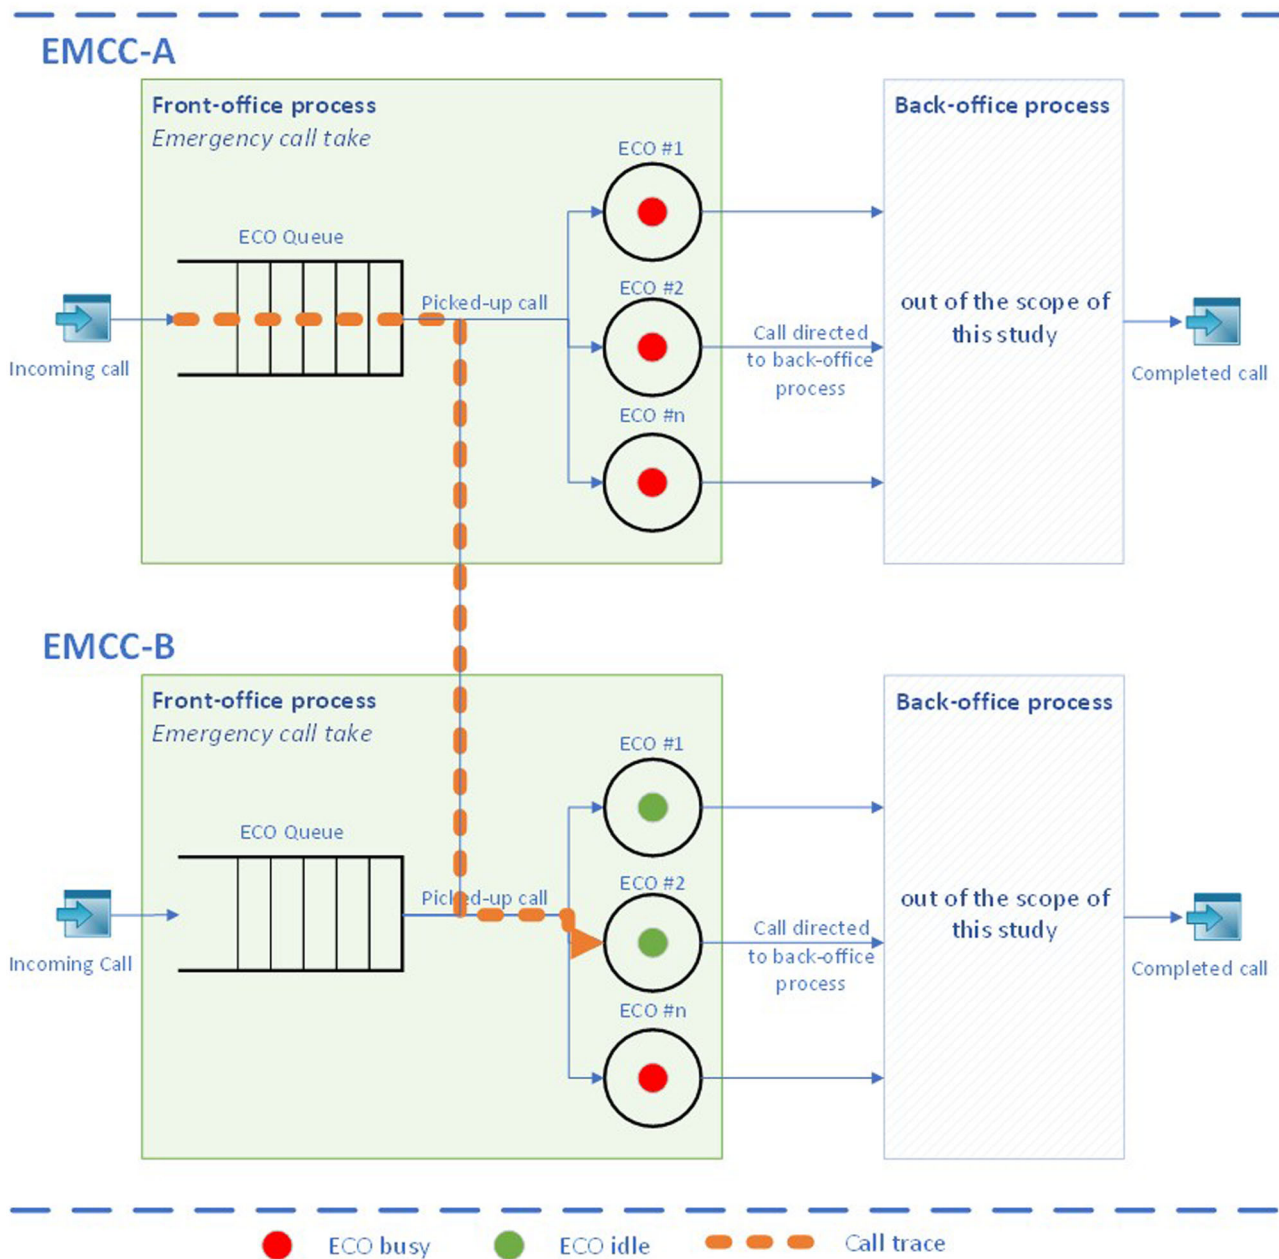 EMCC-A
Front-office process
Emergency call take
Back-office process
ECO #1
ECO Queue
ECO #2
Picked-up call
out of the scope of
this study
Call directed
to back-office
process
Incoming call
Completed call
ECO #n
EMCC-B
Front-office process
Emergency call take
Back-office process
ECO #1
ECO Queue
ECO #2
Picked-up call
out of the scope of
this study
Call directed
to back-office
process
Incoming Call
Completed call
ECO #n
ECO busy
ECO idle
Call trace